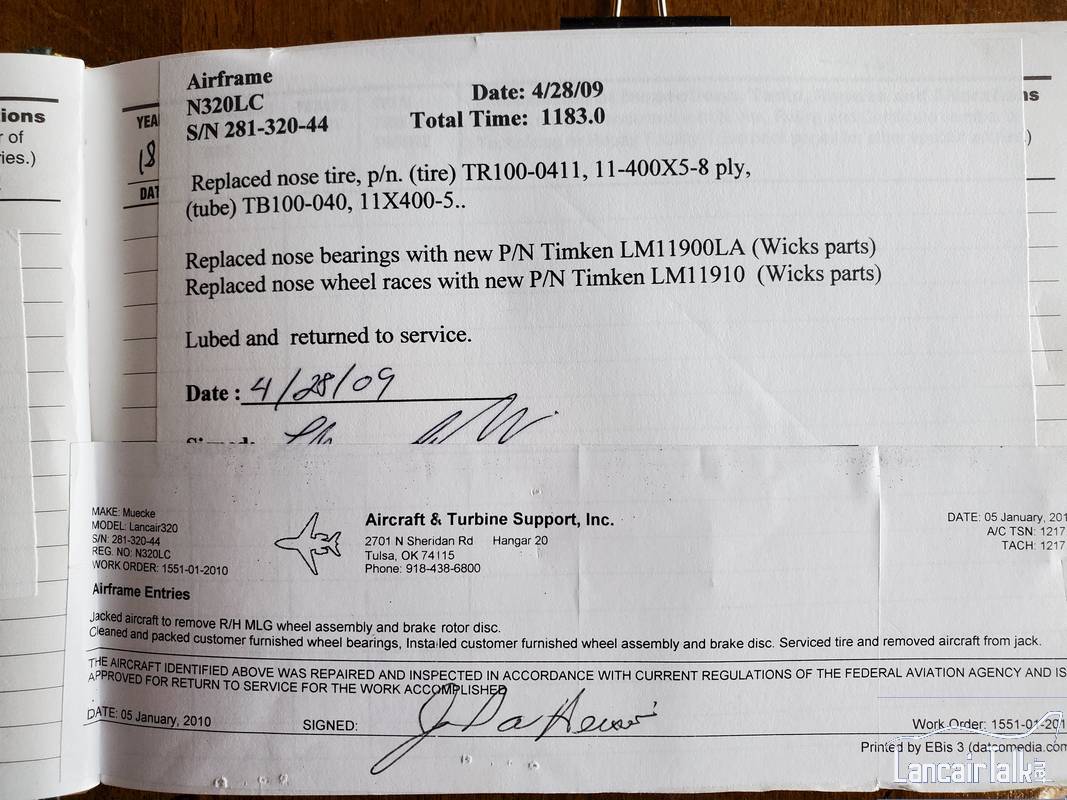 ions
r of
ies.)
YEA
18
DAT
ns
)
Airframe
N320LC
S/N 281-320-44
Date: 4/28/09
Total Time: 1183.0
Replaced nose tire, p/n. (tire) TR100-0411, 11-400X5-8 ply,
(tube) TB100-040, 11X400-5..
Replaced nose bearings with new P/N Timken LM11900LA (Wicks parts)
Replaced nose wheel races with new P/N Timken LM11910 (Wicks parts)
Lubed and returned to service.
Date : 4/28/09
MAKE: Muecke
MODEL: Lancair320
S/N: 281-320-44
REG. NO: N320LC
WORK ORDER: 1551-01-2010
Aircraft & Turbine Support, Inc.
2701 N Sheridan Rd Hangar 20
Tulsa, OK 74115
Phone: 918-438-6800
DATE: 05 January, 201
A/C TSN: 1217
TACH: 1217
Airframe Entries
Jacked aircraft to remove R/H MLG wheel assembly and brake rotor disc.
Cleaned and packed customer furnished wheel bearings, Installed customer furnished wheel assembly and brake disc. Serviced tire and removed aircraft from jack.
THE AIRCRAFT IDENTIFIED ABOVE WAS REPAIRED AND INSPECTED IN ACCORDANCE WITH CURRENT REGULATIONS OF THE FEDERAL AVIATION AGENCY AND IS
APPROVED FOR RETURN TO SERVICE FOR THE WORK ACCOMPLISHED
DATE: 05 January, 2010
SIGNED:
Work Order: 1551-01-201
Printed by EBis 3 (datcomedia.com
LancairTalk